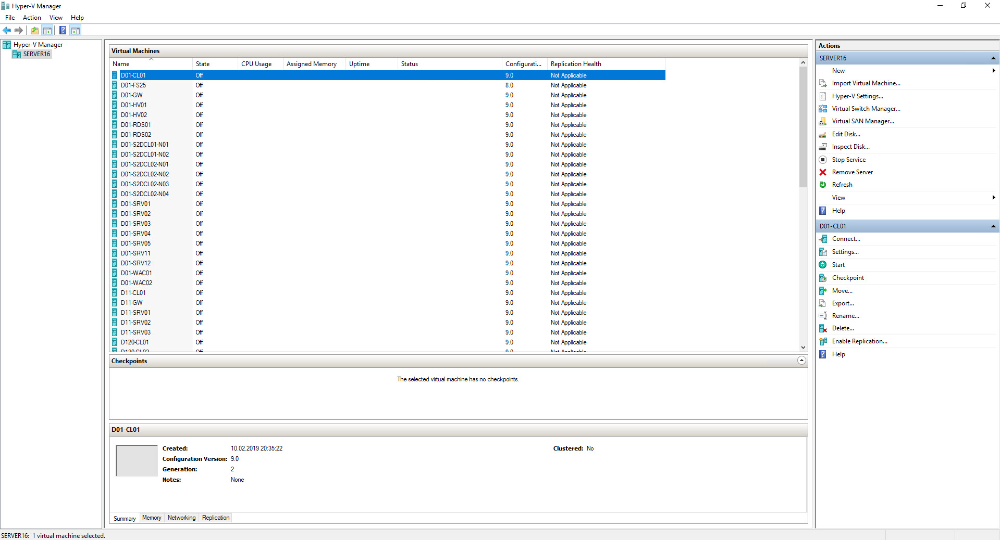 Hyper-V Manager
File Action View Help
Hyper-V Manager
SERVER16
Virtual Machines
Name State CPU Usage Assigned Memory Uptime Status Configurati... Replication Health
D01-CL01 Off 9.0 Not Applicable
D01-FS25 Off 8.0 Not Applicable
D01-GW Off 9.0 Not Applicable
D01-HV01 Off 9.0 Not Applicable
D01-HV02 Off 9.0 Not Applicable
D01-RDS01 Off 9.0 Not Applicable
D01-RDS02 Off 9.0 Not Applicable
D01-S2DCL01-N01 Off 9.0 Not Applicable
D01-S2DCL01-N02 Off 9.0 Not Applicable
D01-S2DCL02-N01 Off 9.0 Not Applicable
D01-S2DCL02-N02 Off 9.0 Not Applicable
D01-S2DCL02-N03 Off 9.0 Not Applicable
D01-S2DCL02-N04 Off 9.0 Not Applicable
D01-SRV01 Off 9.0 Not Applicable
D01-SRV02 Off 9.0 Not Applicable
D01-SRV03 Off 9.0 Not Applicable
D01-SRV04 Off 9.0 Not Applicable
D01-SRV05 Off 9.0 Not Applicable
D01-SRV11 Off 9.0 Not Applicable
D01-SRV12 Off 9.0 Not Applicable
D01-WAC01 Off 9.0 Not Applicable
D01-WAC02 Off 9.0 Not Applicable
D11-CL01 Off 9.0 Not Applicable
D11-GW Off 9.0 Not Applicable
D11-SRV01 Off 9.0 Not Applicable
D11-SRV02 Off 9.0 Not Applicable
D11-SRV03 Off 9.0 Not Applicable
D120-CL01 Off 9.0 Not Applicable
Checkpoints
The selected virtual machine has no checkpoints.
D01-CL01
Created: 10.02.2019 20:35:22
Configuration Version: 9.0
Generation: 2
Notes: None
Clustered: No
Summary Memory Networking Replication
Actions
SERVER16
New
Import Virtual Machine...
Hyper-V Settings...
Virtual Switch Manager...
Virtual SAN Manager...
Edit Disk...
Inspect Disk...
Stop Service
Remove Server
Refresh
View
Help
D01-CL01
Connect...
Settings...
Start
Checkpoint
Move...
Export...
Rename...
Delete...
Enable Replication...
Help
SERVER16: 1 virtual machine selected.